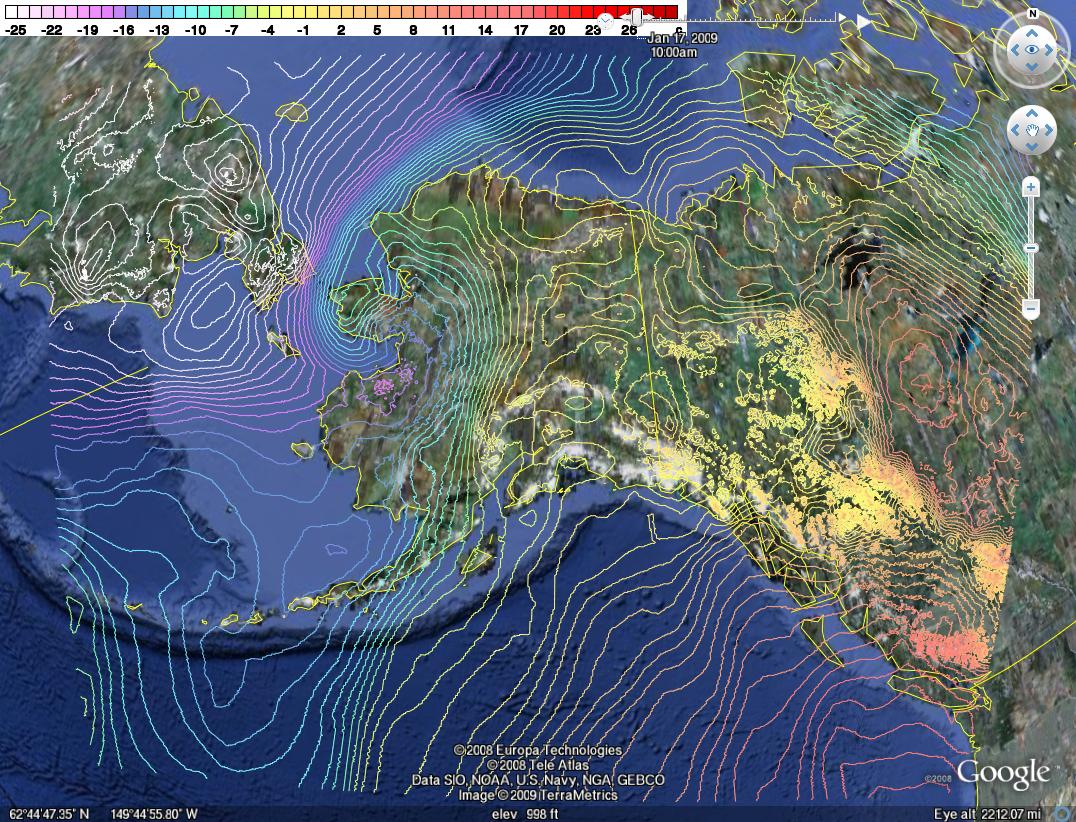 -25 -22 -19 -16 -13 -10 -7 -4 -1 2 5 8 11 14 17 20 23 26
Jan 17, 2009
10:00am
N
©2008 Europa Technologies
©2008 Tele Atlas
Data SIO, NOAA, U.S. Navy, NGA, GEBCO
Image ©2009 TerraMetrics
©2008 Google™
62°44'47.35" N 149°44'55.80" W elev 998 ft Eye alt 2212.07 mi